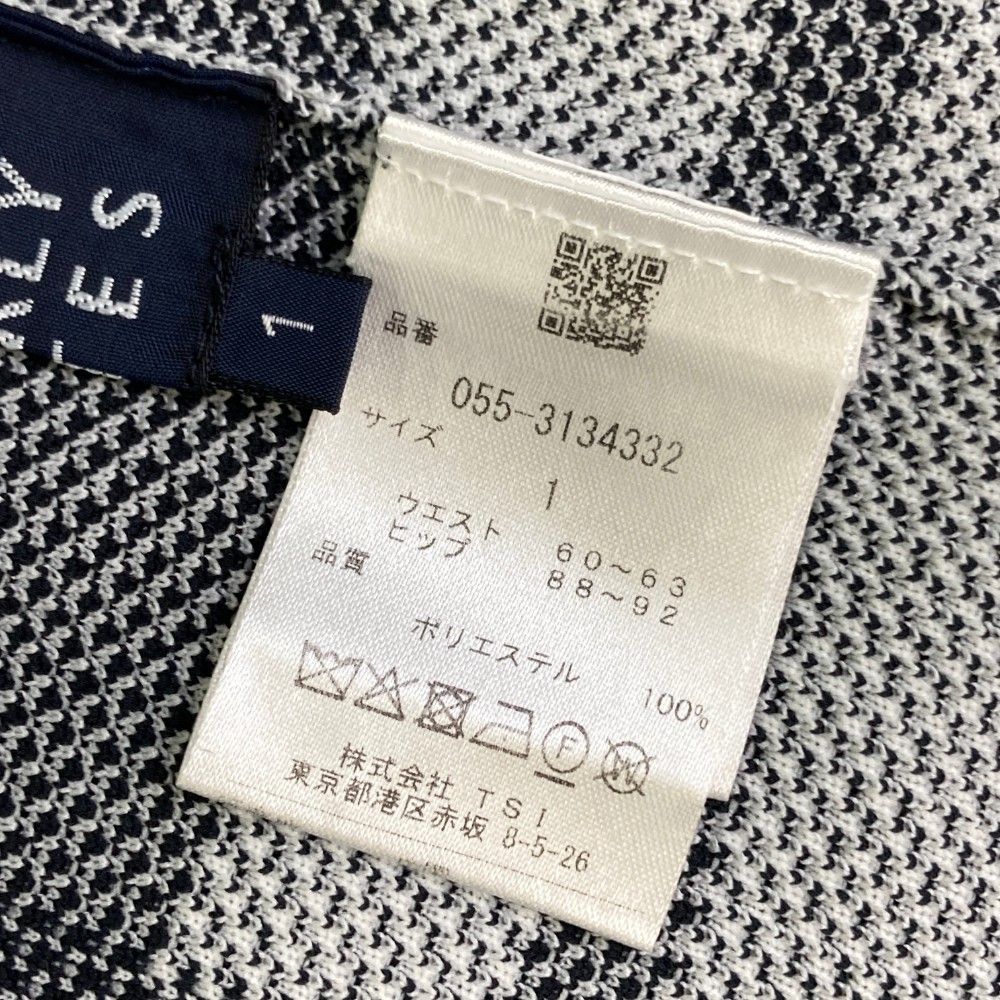 RLY
ES
1
品番
055-3134332
サイズ
1
ウエスト 60～63
ヒップ 88～92
品質
ポリエステル 100%
F
W
株式会社 TSI
東京都港区赤坂 8-5-26